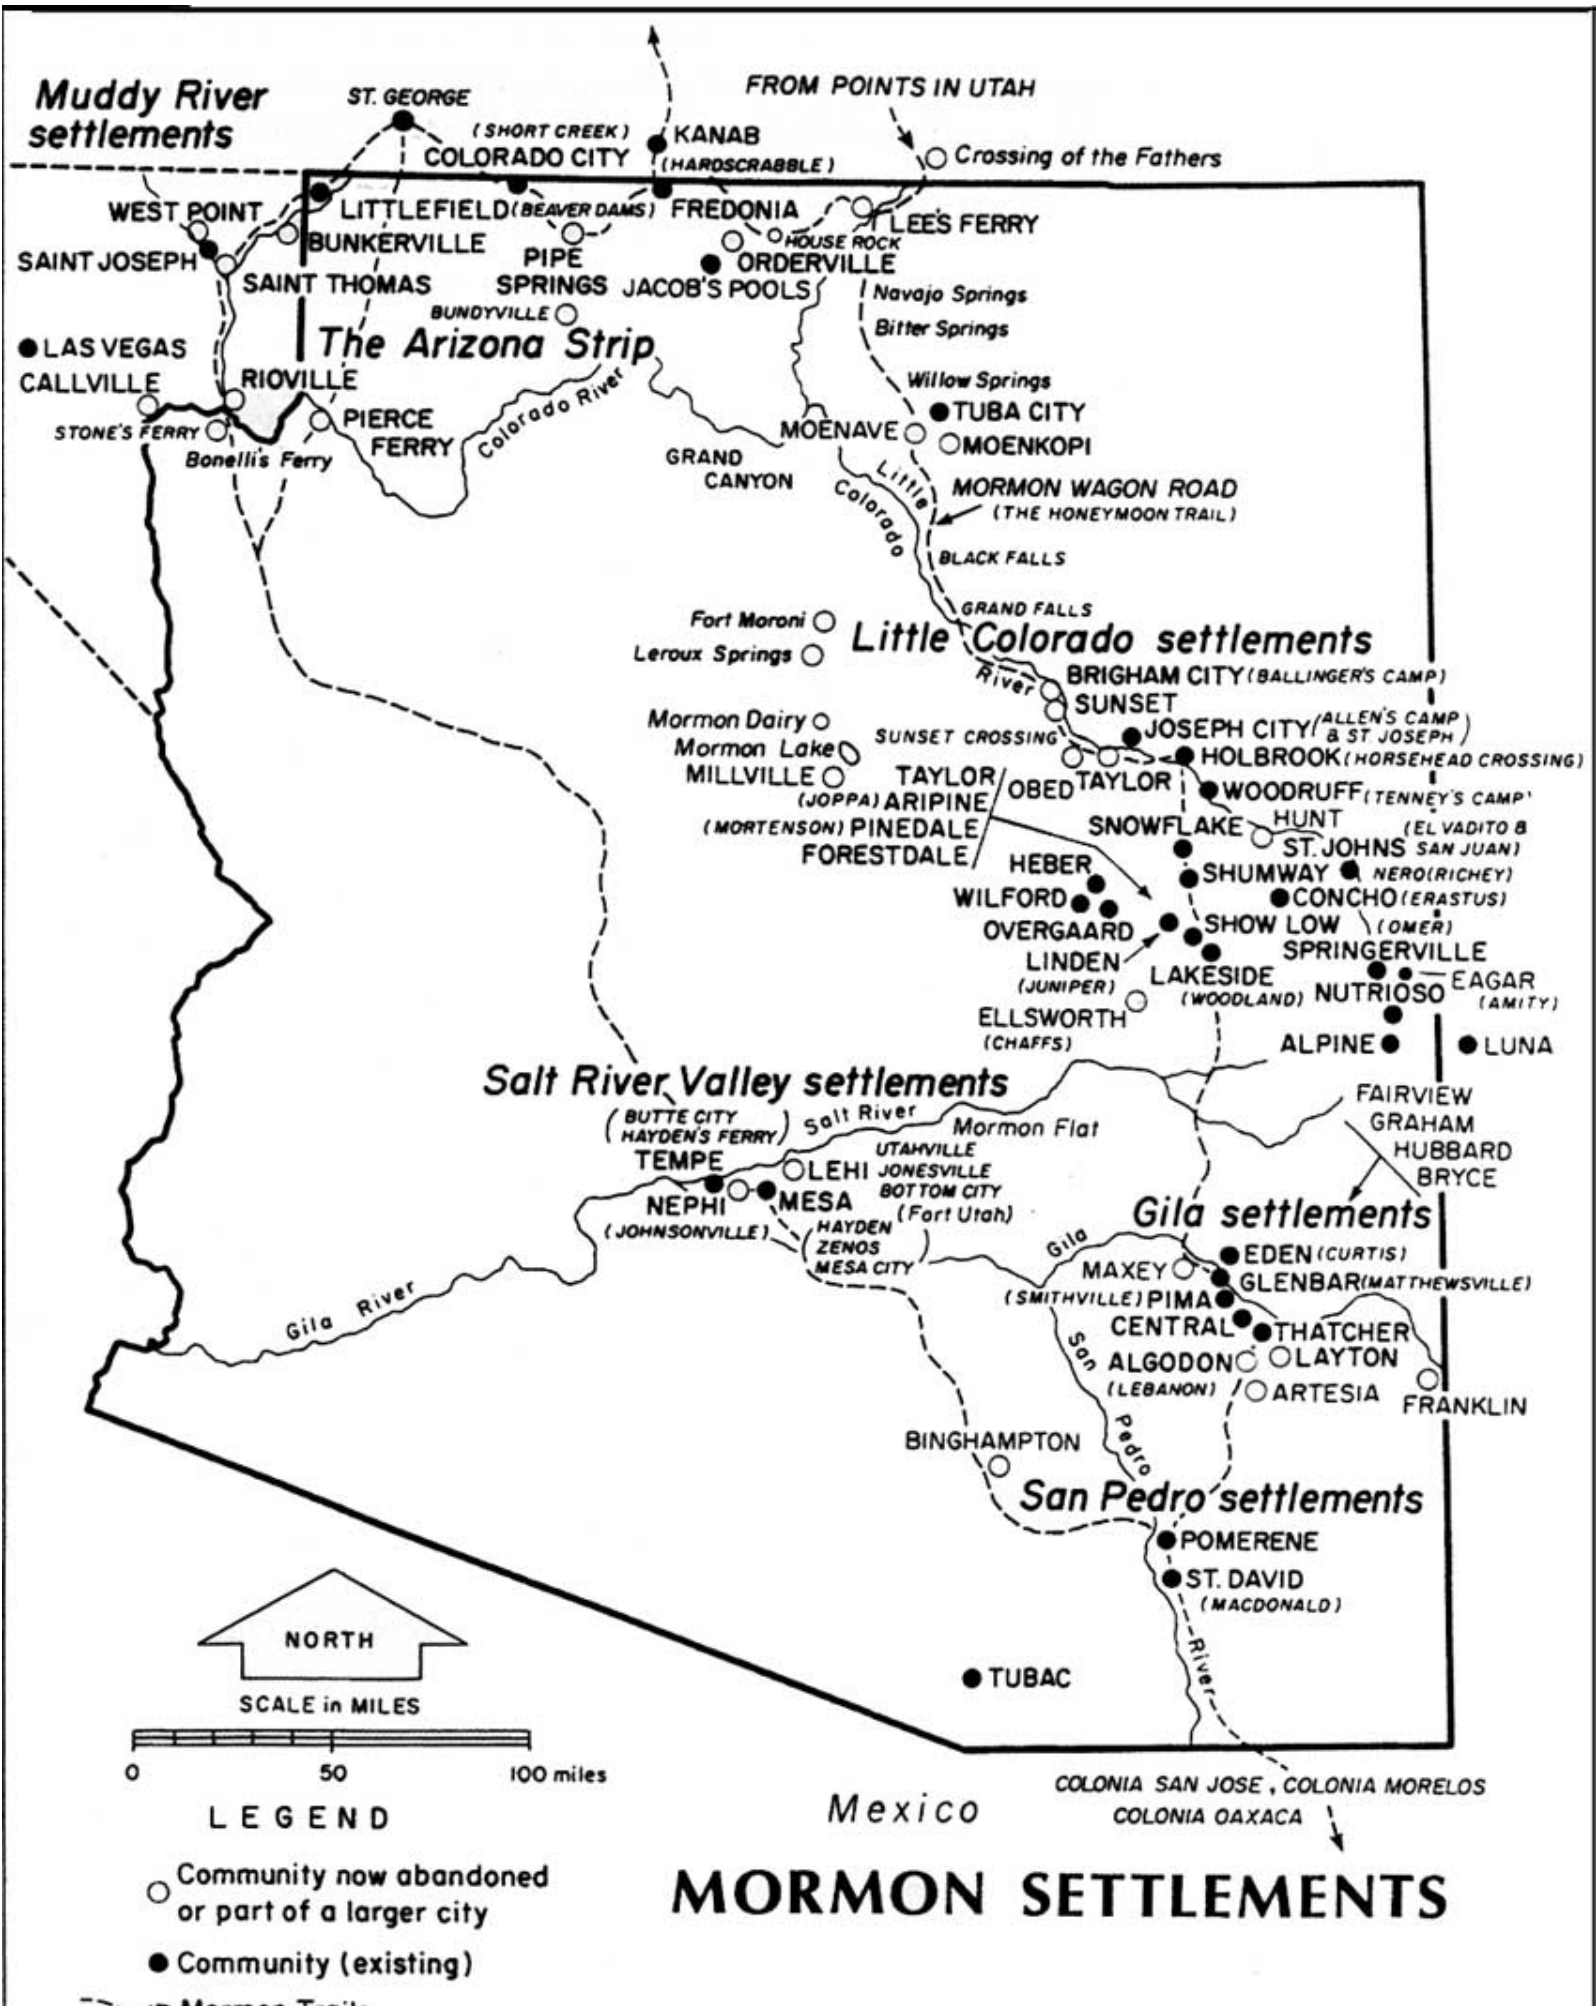 Muddy River
settlements
ST. GEORGE
FROM POINTS IN UTAH
(SHORT CREEK)
COLORADO CITY
KANAB
(HARDSCRABBLE)
Crossing of the Fathers
WEST POINT
LITTLEFIELD (BEAVER DAMS)
FREDONIA
LEE'S FERRY
BUNKERVILLE
HOUSE ROCK
SAINT JOSEPH
PIPE
SPRINGS
ORDERVILLE
SAINT THOMAS
JACOB'S POOLS
Navajo Springs
BUNDYVILLE
Bitter Springs
The Arizona Strip
LAS VEGAS
CALLVILLE
RIOVILLE
Willow Springs
PIERCE
FERRY
Colorado River
TUBA CITY
STONE'S FERRY
MOENAVE
MOENKOPI
Bonelli's Ferry
GRAND
CANYON
Little
Colorado
River
MORMON WAGON ROAD
(THE HONEYMOON TRAIL)
BLACK FALLS
GRAND FALLS
Fort Moroni
Little Colorado settlements
Leroux Springs
BRIGHAM CITY (BALLINGER'S CAMP)
SUNSET
Mormon Dairy
SUNSET CROSSING
JOSEPH CITY (ALLEN'S CAMP
& ST. JOSEPH)
Mormon Lake
HOLBROOK (HORSEHEAD CROSSING)
MILLVILLE
TAYLOR
OBED
TAYLOR
WOODRUFF (TENNEY'S CAMP
(JOPPA) ARIPINE
(MORTENSON) PINEDALE
FORESTDALE
SNOWFLAKE
HUNT
(EL VADITO &
SAN JUAN)
ST. JOHNS
HEBER
SHUMWAY
NERO (RICHEY)
WILFORD
CONCHO (ERASTUS)
OVERGAARD
SHOW LOW
(OMER)
LINDEN
(JUNIPER)
SPRINGERVILLE
LAKESIDE
(WOODLAND)
EAGAR
(AMITY)
NUTRIOSO
ELLSWORTH
(CHAFFS)
ALPINE
LUNA
Salt River Valley settlements
FAIRVIEW
GRAHAM
HUBBARD
BRYCE
(BUTTE CITY
HAYDEN'S FERRY)
Salt River
Mormon Flat
TEMPE
LEHI
UTAHVILLE
JONESVILLE
BOTTOM CITY
(Fort Utah)
NEPHI
MESA
(JOHNSONVILLE)
(HAYDEN
ZENOS
MESA CITY)
Gila settlements
Gila
EDEN (CURTIS)
MAXEY
GLENBAR (MATTHEWSVILLE)
(SMITHVILLE) PIMA
CENTRAL
THATCHER
Gila River
San
Pedro
River
ALGODON
(LEBANON)
LAYTON
ARTESIA
FRANKLIN
BINGHAMPTON
San Pedro settlements
POMERENE
ST. DAVID
(MACDONALD)
TUBAC
NORTH
SCALE in MILES
0 50 100 miles
COLONIA SAN JOSE, COLONIA MORELOS
COLONIA OAXACA
Mexico
LEGEND
Community now abandoned
or part of a larger city
Community (existing)
Mormon Trails
MORMON SETTLEMENTS